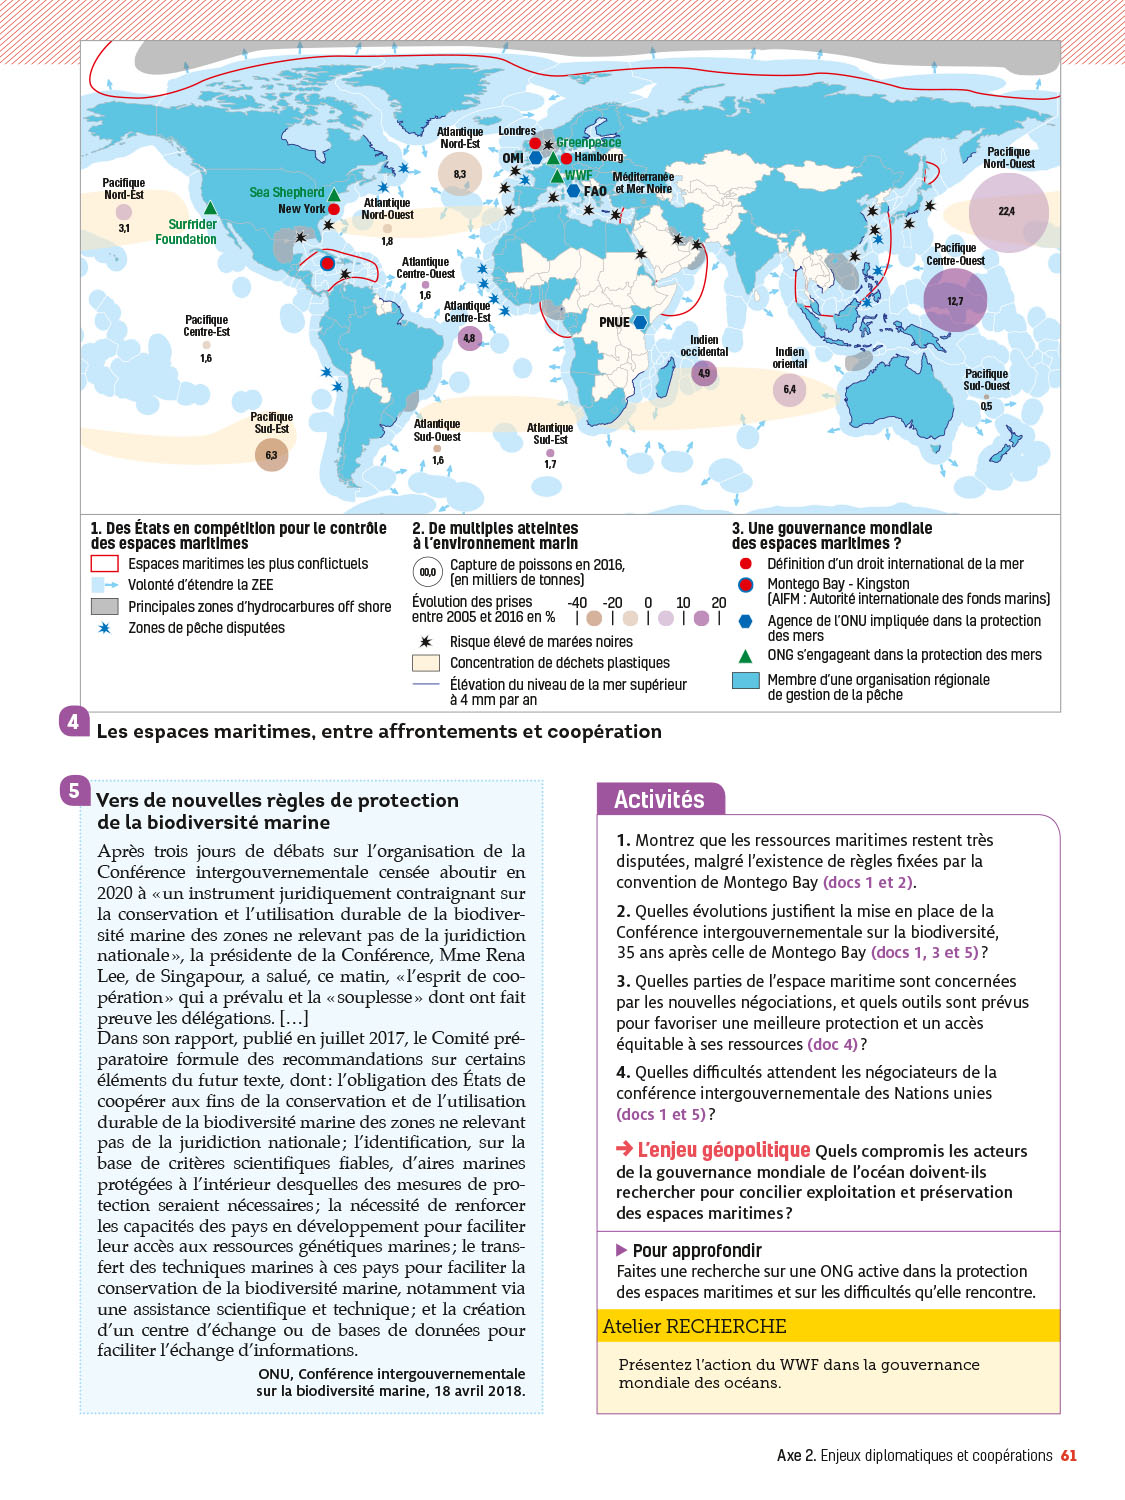 Pacifique
Nord-Est
3,1
Surfrider
Foundation
Sea Shepherd
New York
Atlantique
Nord-Est
8,3
Londres
OMI
Greenpeace
Hambourg
WWF
FAO
Méditerranée
et Mer Noire
Atlantique
Nord-Ouest
1,8
Atlantique
Centre-Ouest
1,6
Atlantique
Centre-Est
4,8
Pacifique
Nord-Ouest
22,4
Pacifique
Centre-Ouest
12,7
Pacifique
Centre-Est
1,6
PNUE
Indien
occidental
4,9
Indien
oriental
6,4
Pacifique
Sud-Ouest
0,5
Pacifique
Sud-Est
6,3
Atlantique
Sud-Ouest
1,6
Atlantique
Sud-Est
1,7
1. Des États en compétition pour le contrôle
des espaces maritimes
Espaces maritimes les plus conflictuels
Volonté d'étendre la ZEE
Principales zones d'hydrocarbures off shore
Zones de pêche disputées
2. De multiples atteintes
à l'environnement marin
00,0
Capture de poissons en 2016,
(en milliers de tonnes)
Évolution des prises
entre 2005 et 2016 en %
-40 -20 0 10 20
Risque élevé de marées noires
Concentration de déchets plastiques
Élévation du niveau de la mer supérieur
à 4 mm par an
3. Une gouvernance mondiale
des espaces maritimes ?
Définition d'un droit international de la mer
Montego Bay - Kingston
(AIFM : Autorité internationale des fonds marins)
Agence de l'ONU impliquée dans la protection
des mers
ONG s'engageant dans la protection des mers
Membre d'une organisation régionale
de gestion de la pêche
4 Les espaces maritimes, entre affrontements et coopération
5 Vers de nouvelles règles de protection
de la biodiversité marine
Après trois jours de débats sur l'organisation de la
Conférence intergouvernementale censée aboutir en
2020 à « un instrument juridiquement contraignant sur
la conservation et l'utilisation durable de la biodiver-
sité marine des zones ne relevant pas de la juridiction
nationale », la présidente de la Conférence, Mme Rena
Lee, de Singapour, a salué, ce matin, « l'esprit de coo-
pération » qui a prévalu et la « souplesse » dont ont fait
preuve les délégations. […]
Dans son rapport, publié en juillet 2017, le Comité pré-
paratoire formule des recommandations sur certains
éléments du futur texte, dont : l'obligation des États de
coopérer aux fins de la conservation et de l'utilisation
durable de la biodiversité marine des zones ne relevant
pas de la juridiction nationale ; l'identification, sur la
base de critères scientifiques fiables, d'aires marines
protégées à l'intérieur desquelles des mesures de pro-
tection seraient nécessaires ; la nécessité de renforcer
les capacités des pays en développement pour faciliter
leur accès aux ressources génétiques marines ; le trans-
fert des techniques marines à ces pays pour faciliter la
conservation de la biodiversité marine, notamment via
une assistance scientifique et technique ; et la création
d'un centre d'échange ou de bases de données pour
faciliter l'échange d'informations.
ONU, Conférence intergouvernementale
sur la biodiversité marine, 18 avril 2018.
Activités
1. Montrez que les ressources maritimes restent très
disputées, malgré l'existence de règles fixées par la
convention de Montego Bay (docs 1 et 2).
2. Quelles évolutions justifient la mise en place de la
Conférence intergouvernementale sur la biodiversité,
35 ans après celle de Montego Bay (docs 1, 3 et 5) ?
3. Quelles parties de l'espace maritime sont concernées
par les nouvelles négociations, et quels outils sont prévus
pour favoriser une meilleure protection et un accès
équitable à ses ressources (doc 4) ?
4. Quelles difficultés attendent les négociateurs de la
conférence intergouvernementale des Nations unies
(docs 1 et 5) ?
→ L'enjeu géopolitique Quels compromis les acteurs
de la gouvernance mondiale de l'océan doivent-ils
rechercher pour concilier exploitation et préservation
des espaces maritimes ?
Pour approfondir
Faites une recherche sur une ONG active dans la protection
des espaces maritimes et sur les difficultés qu'elle rencontre.
Atelier RECHERCHE
Présentez l'action du WWF dans la gouvernance
mondiale des océans.
Axe 2. Enjeux diplomatiques et coopérations 61